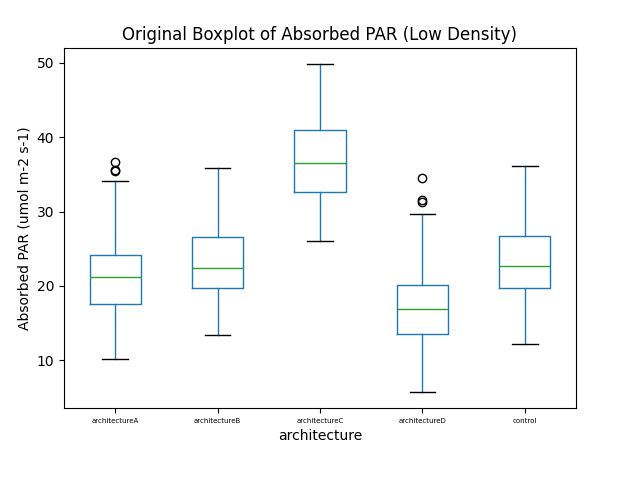 Original Boxplot of Absorbed PAR (Low Density)
Absorbed PAR (umol m-2 s-1)
50
40
30
20
10
architectureA architectureB architectureC architectureD control
architecture